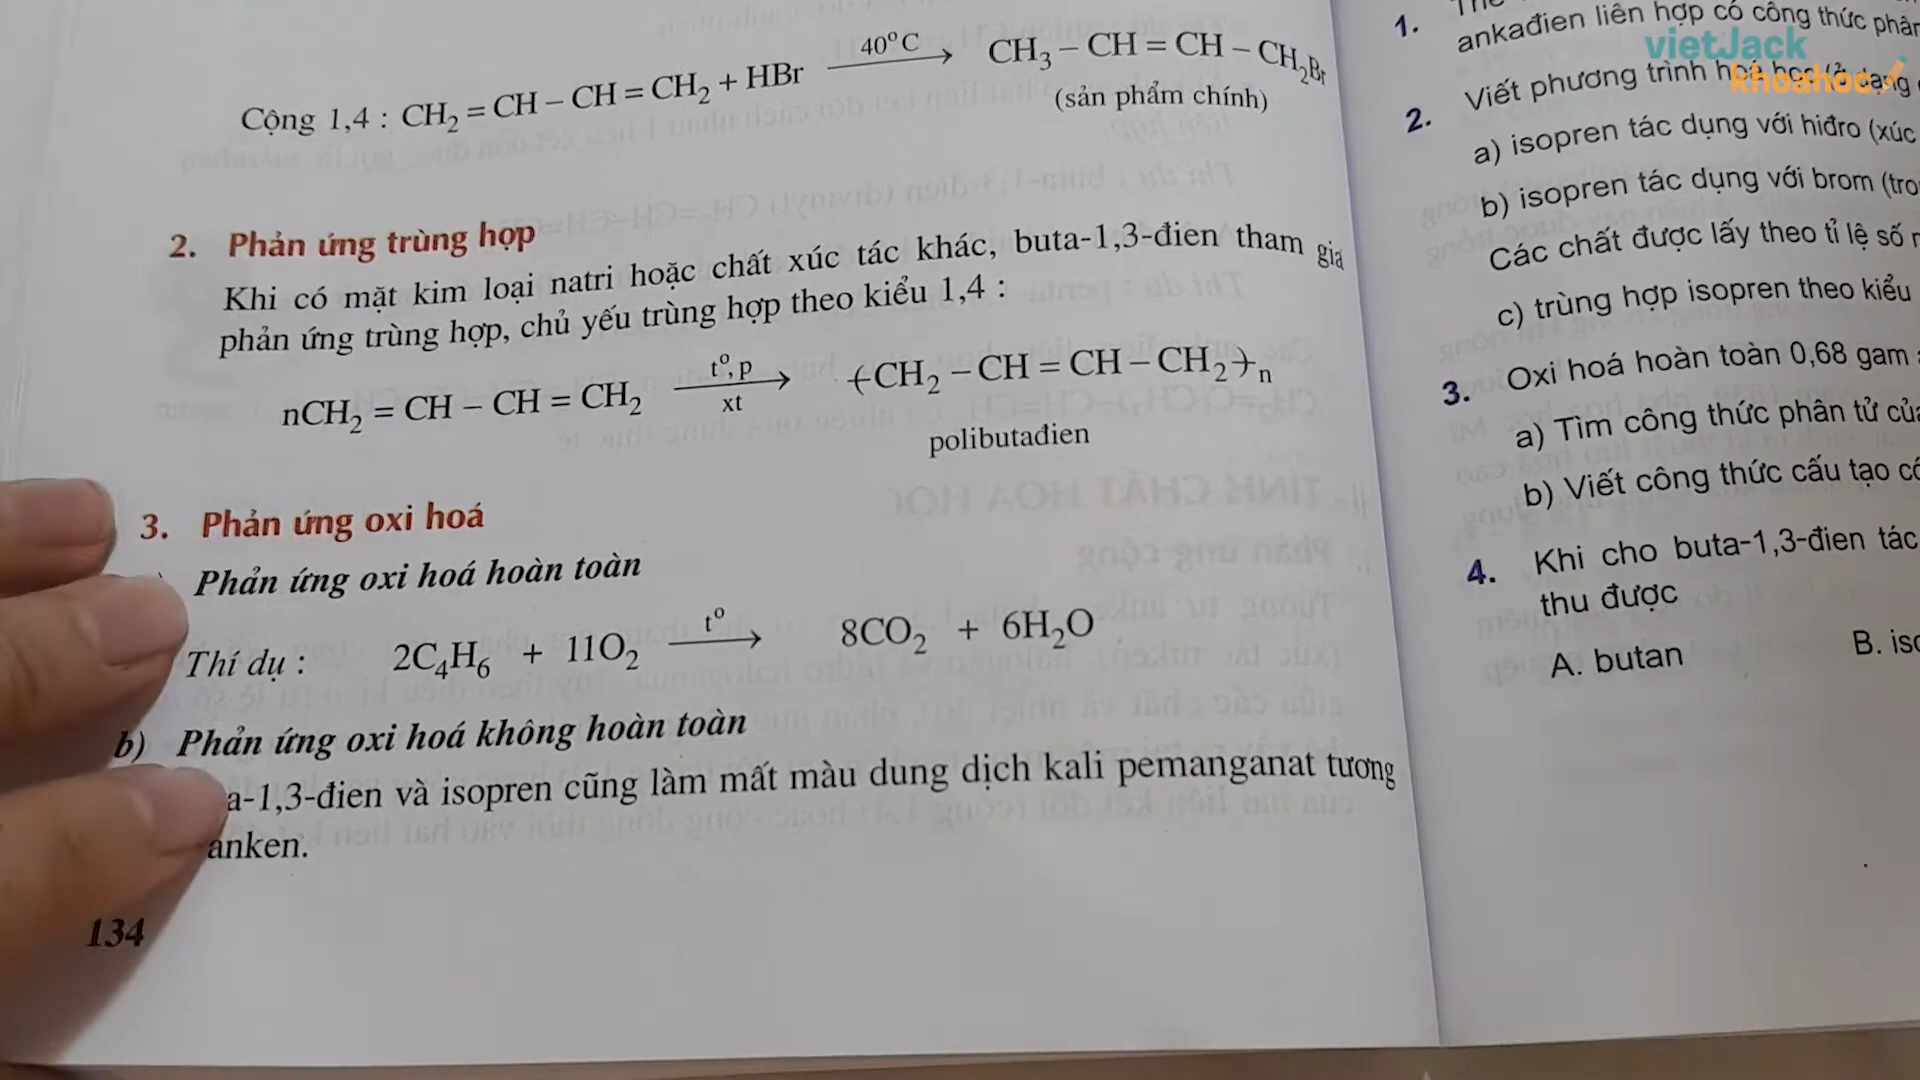 Cộng 1,4 : CH₂ = CH – CH = CH₂ + HBr 40°C → CH₃ – CH = CH – CH₂Br
(sản phẩm chính)
2. Phản ứng trùng hợp
Khi có mặt kim loại natri hoặc chất xúc tác khác, buta-1,3-đien tham gia
phản ứng trùng hợp, chủ yếu trùng hợp theo kiểu 1,4 :
nCH₂ = CH – CH = CH₂ t°, p xt → (CH₂ – CH = CH – CH₂)n
polibutađien
3. Phản ứng oxi hoá
Phản ứng oxi hoá hoàn toàn
Thí dụ : 2C₄H₆ + 11O₂ t° → 8CO₂ + 6H₂O
b) Phản ứng oxi hoá không hoàn toàn
a-1,3-đien và isopren cũng làm mất màu dung dịch kali pemanganat tương
anken.
134
1.
ankađien liên hợp có công thức phân
2. Viết phương trình hoá học (ở dạng
a) isopren tác dụng với hiđro (xúc
b) isopren tác dụng với brom (tro
Các chất được lấy theo tỉ lệ số
c) trùng hợp isopren theo kiểu
3. Oxi hoá hoàn toàn 0,68 gam
a) Tìm công thức phân tử của
b) Viết công thức cấu tạo có
4. Khi cho buta-1,3-đien tác
thu được
A. butan B. iso
vietJack
khoahoc